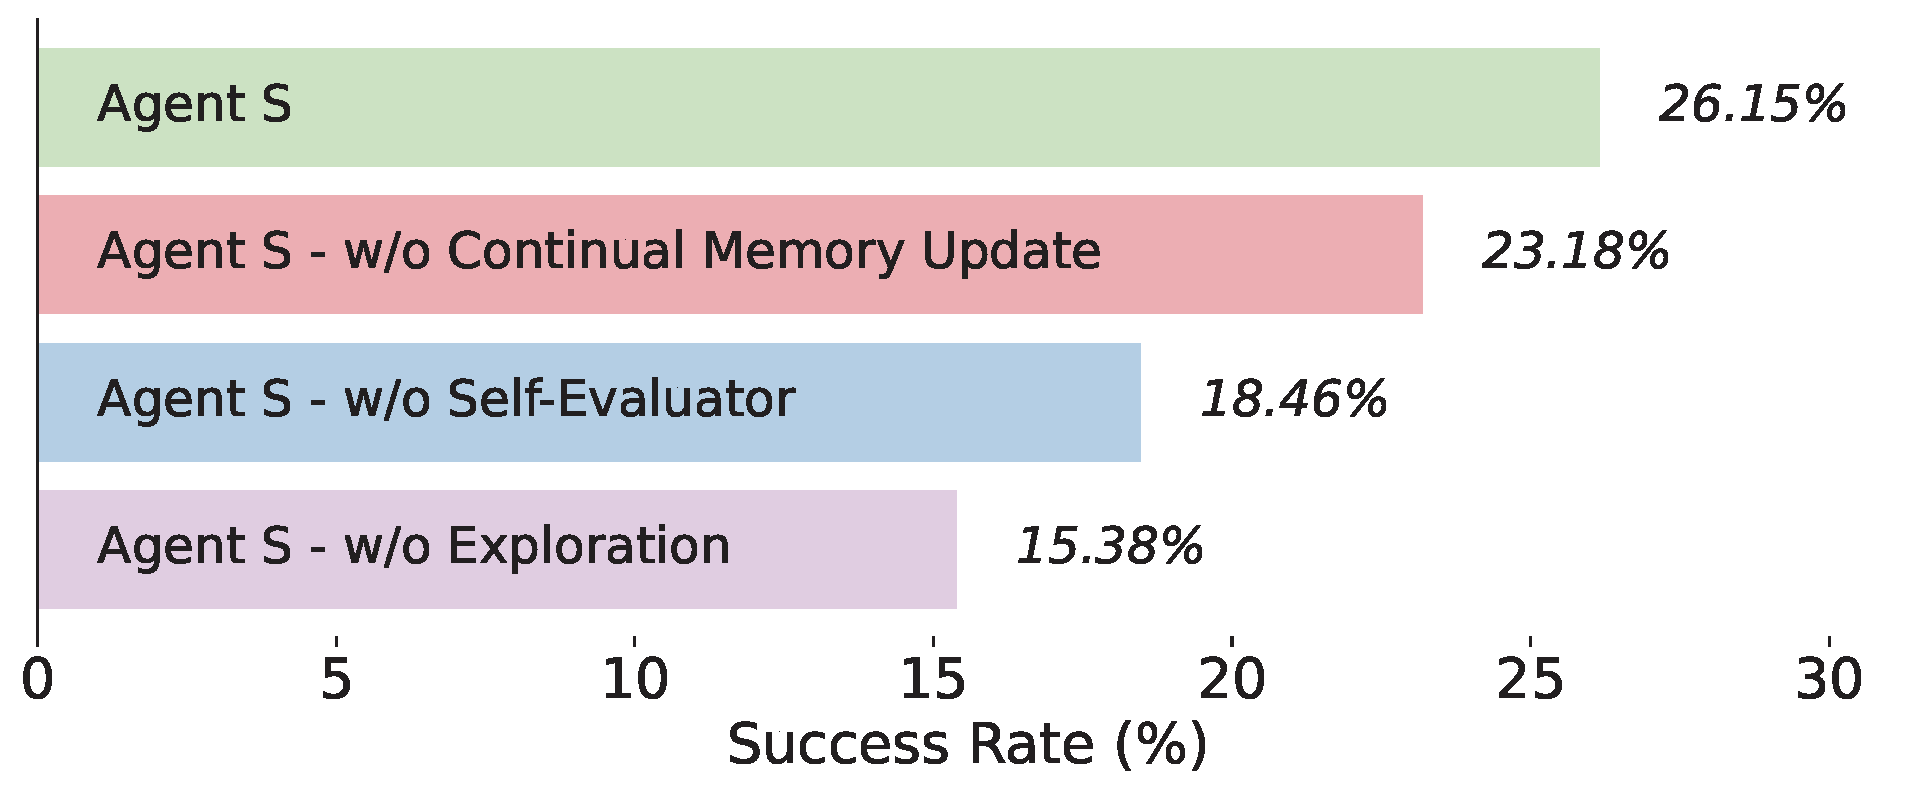 Agent S 26.15%
Agent S - w/o Continual Memory Update 23.18%
Agent S - w/o Self-Evaluator 18.46%
Agent S - w/o Exploration 15.38%
0 5 10 15 20 25 30
Success Rate (%)